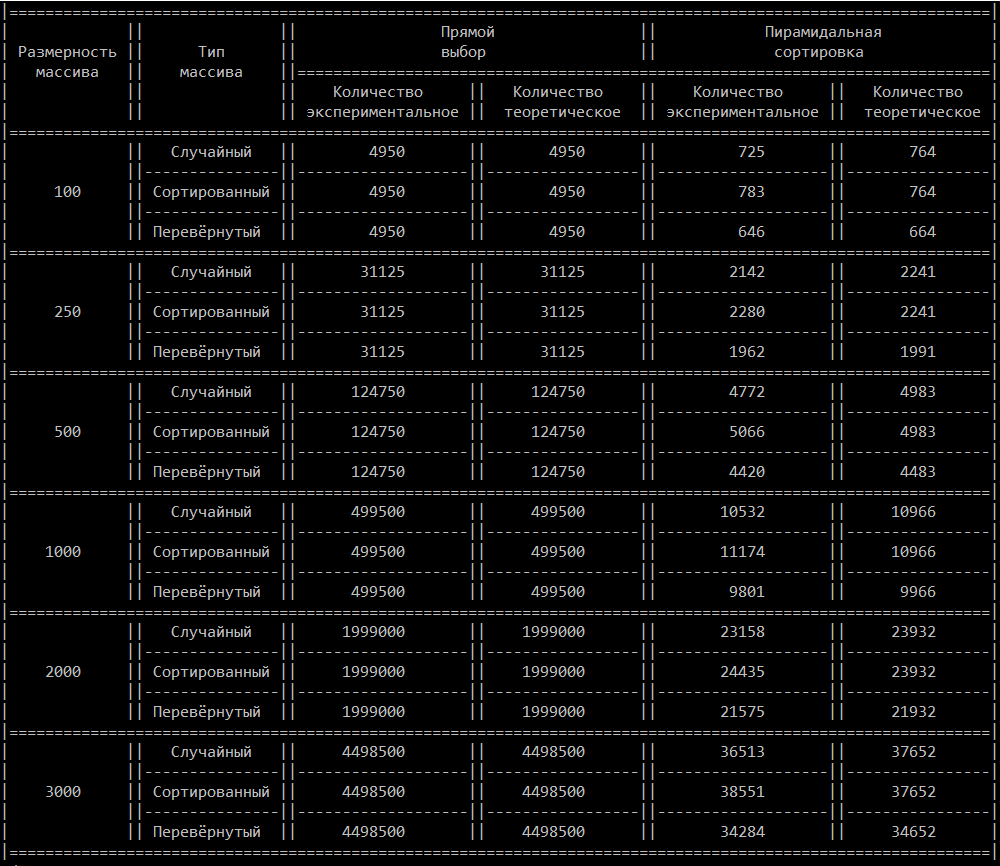 Прямой Пирамидальная
Размерность Тип выбор сортировка
массива массива
Количество Количество Количество Количество
экспериментальное теоретическое экспериментальное теоретическое
Случайный 4950 4950 725 764
100 Сортированный 4950 4950 783 764
Перевёрнутый 4950 4950 646 664
Случайный 31125 31125 2142 2241
250 Сортированный 31125 31125 2280 2241
Перевёрнутый 31125 31125 1962 1991
Случайный 124750 124750 4772 4983
500 Сортированный 124750 124750 5066 4983
Перевёрнутый 124750 124750 4420 4483
Случайный 499500 499500 10532 10966
1000 Сортированный 499500 499500 11174 10966
Перевёрнутый 499500 499500 9801 9966
Случайный 1999000 1999000 23158 23932
2000 Сортированный 1999000 1999000 24435 23932
Перевёрнутый 1999000 1999000 21575 21932
Случайный 4498500 4498500 36513 37652
3000 Сортированный 4498500 4498500 38551 37652
Перевёрнутый 4498500 4498500 34284 34652